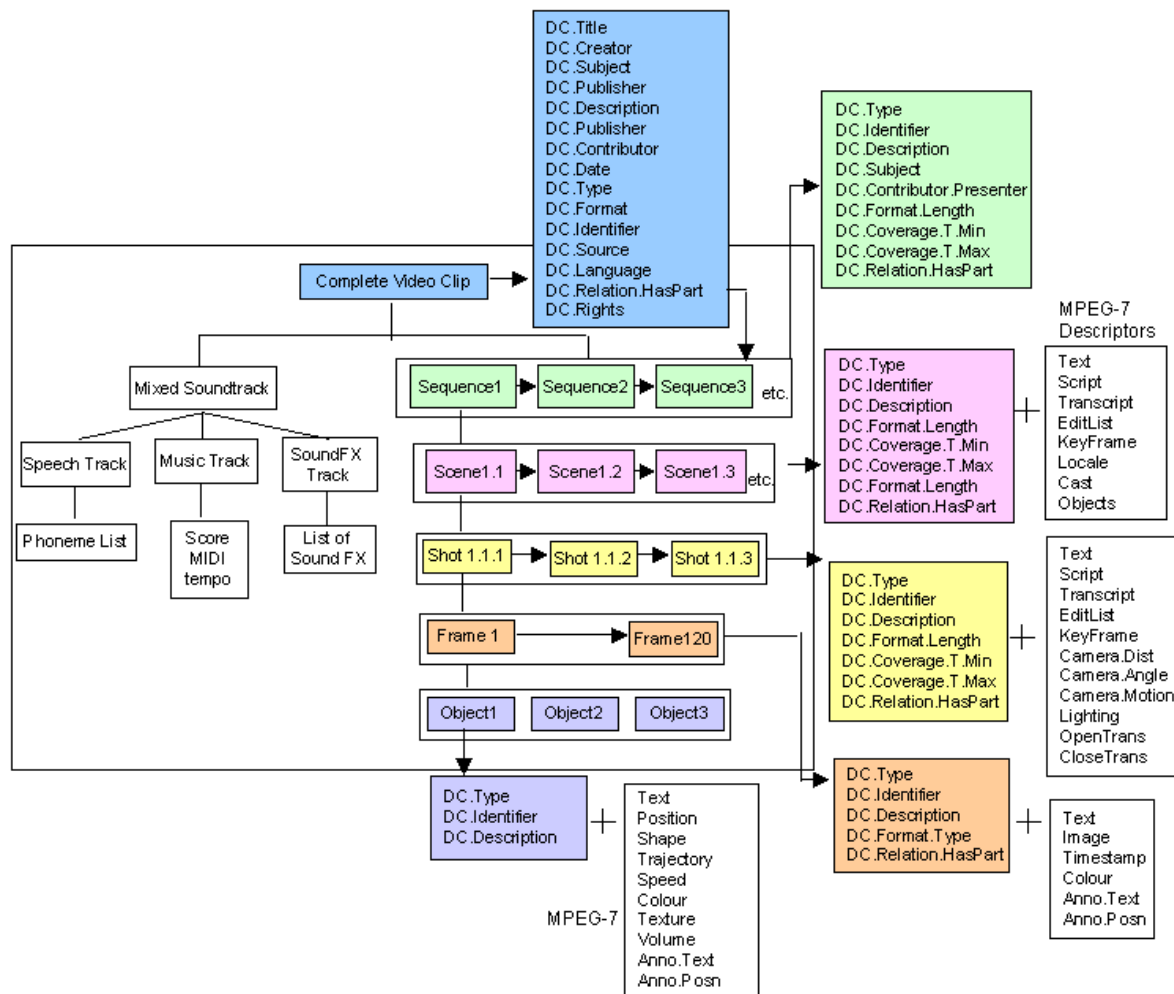 DC.Title
DC.Creator
DC.Subject
DC.Publisher
DC.Description
DC.Publisher
DC.Contributor
DC.Date
DC.Type
DC.Format
DC.Identifier
DC.Source
DC.Language
DC.Relation.HasPart
DC.Rights
DC.Type
DC.Identifier
DC.Description
DC.Subject
DC.Contributor.Presenter
DC.Format.Length
DC.Coverage.T.Min
DC.Coverage.T.Max
DC.Relation.HasPart
Complete Video Clip
Mixed Soundtrack
Speech Track
Music Track
SoundFX
Track
Phoneme List
Score
MIDI
tempo
List of
Sound FX
Sequence1
Sequence2
Sequence3
etc.
Scene1.1
Scene1.2
Scene1.3
etc.
Shot 1.1.1
Shot 1.1.2
Shot 1.1.3
Frame 1
Frame120
Object1
Object2
Object3
MPEG-7
Descriptors
DC.Type
DC.Identifier
DC.Description
DC.Format.Length
DC.Coverage.T.Min
DC.Coverage.T.Max
DC.Format.Length
DC.Relation.HasPart
Text
Script
Transcript
EditList
KeyFrame
Locale
Cast
Objects
DC.Type
DC.Identifier
DC.Description
DC.Format.Length
DC.Coverage.T.Min
DC.Coverage.T.Max
DC.Relation.HasPart
Text
Script
Transcript
EditList
KeyFrame
Camera.Dist
Camera.Angle
Camera.Motion
Lighting
OpenTrans
CloseTrans
DC.Type
DC.Identifier
DC.Description
DC.Format.Type
DC.Relation.HasPart
Text
Image
Timestamp
Colour
Anno.Text
Anno.Posn
DC.Type
DC.Identifier
DC.Description
MPEG-7
Text
Position
Shape
Trajectory
Speed
Colour
Texture
Volume
Anno.Text
Anno.Posn